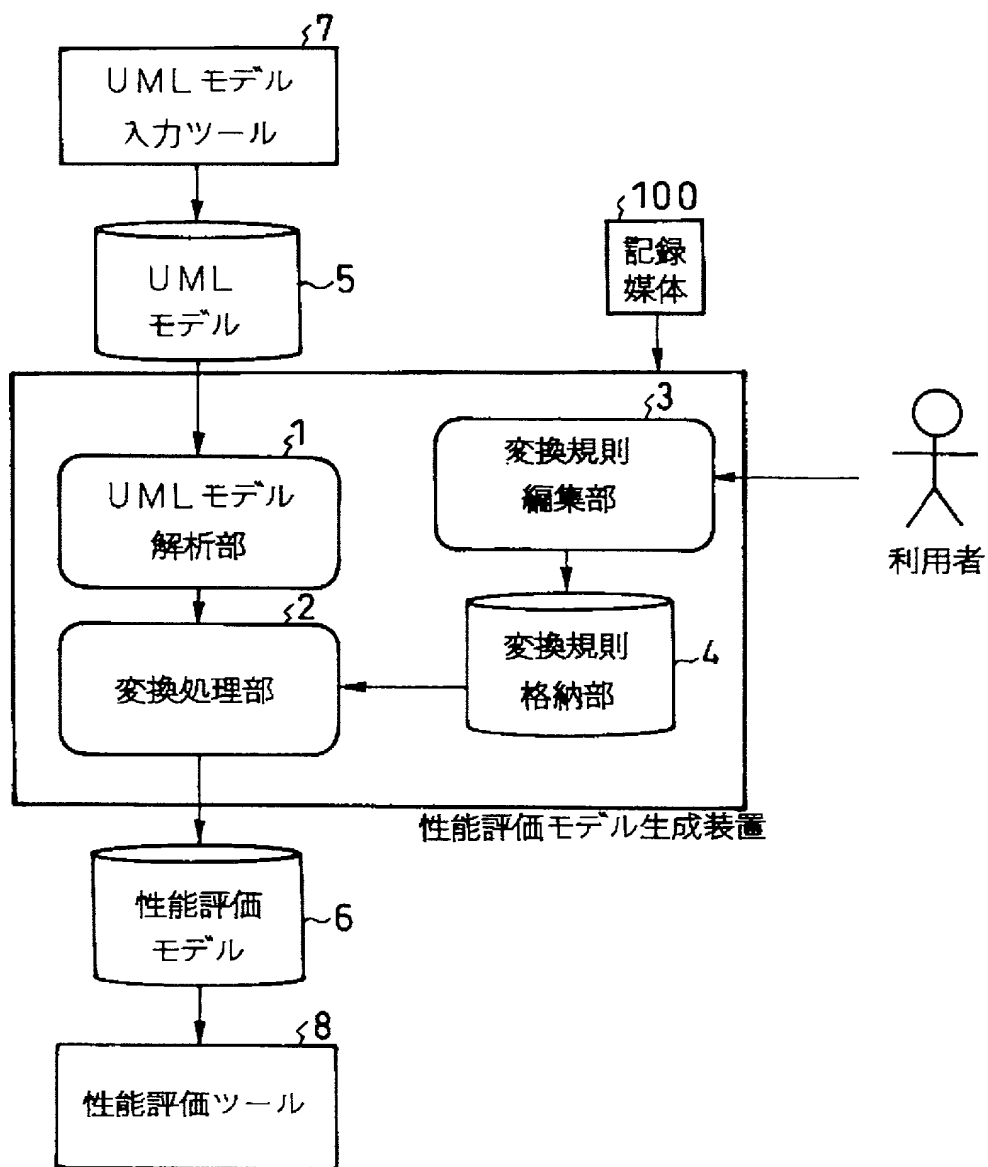 7
UMLモデル
入力ツール
UML
モデル
5
100
記録
媒体
1
UMLモデル
解析部
3
変換規則
編集部
利用者
2
変換処理部
変換規則
格納部
4
性能評価モデル生成装置
性能評価
モデル
6
8
性能評価ツール